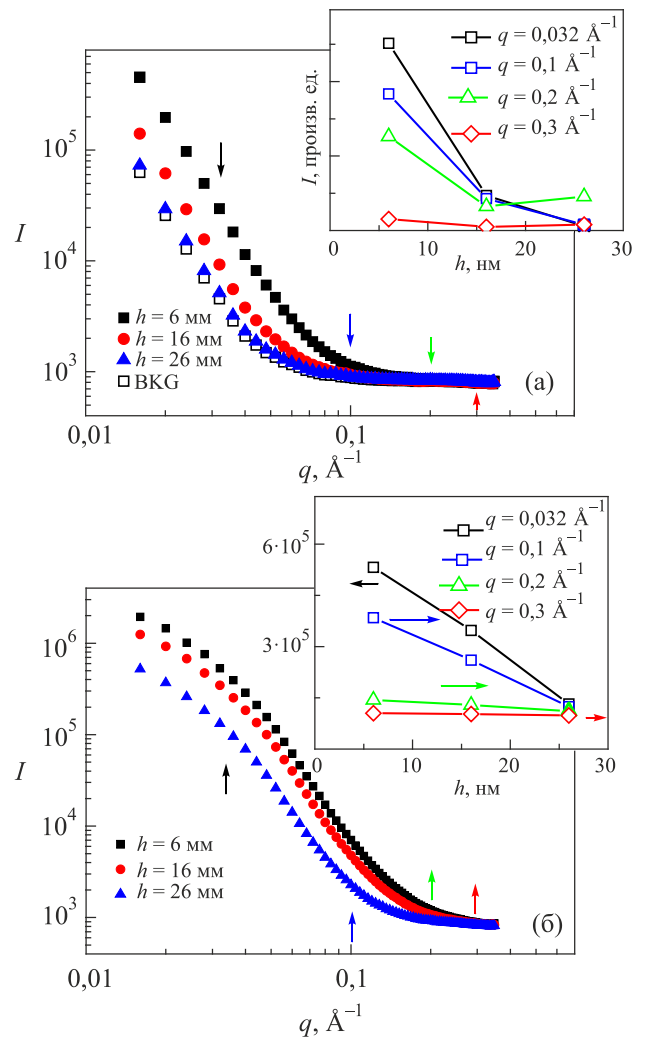 q = 0,032 Å⁻¹
q = 0,1 Å⁻¹
q = 0,2 Å⁻¹
q = 0,3 Å⁻¹
I, произв. ед.
0 10 20 30
h, нм
10⁵
10⁴
10³
I
h = 6 мм
h = 16 мм
h = 26 мм
BKG
(а)
0,01 0,1
q, Å⁻¹
q = 0,032 Å⁻¹
q = 0,1 Å⁻¹
q = 0,2 Å⁻¹
q = 0,3 Å⁻¹
6·10⁵
3·10⁵
0 10 20 30
h, нм
10⁶
10⁵
10⁴
10³
I
h = 6 мм
h = 16 мм
h = 26 мм
(б)
0,01 0,1
q, Å⁻¹